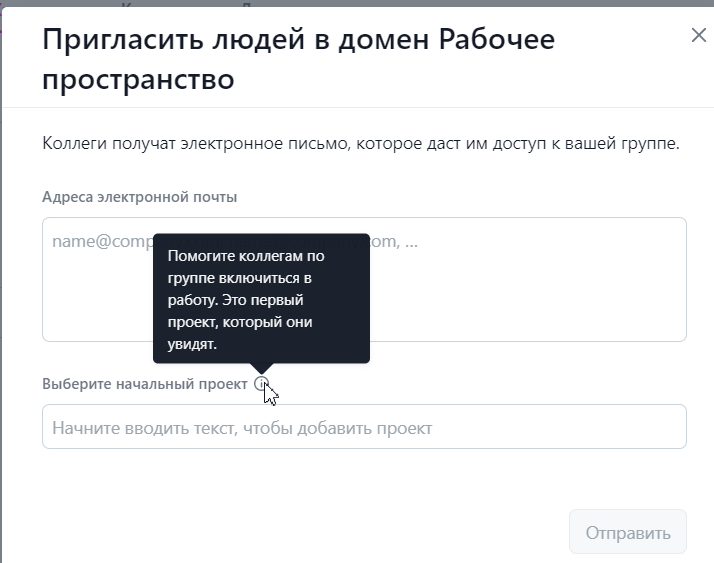 Пригласить людей в домен Рабочее
пространство
Коллеги получат электронное письмо, которое даст им доступ к вашей группе.
Адреса электронной почты
name@comp
om, ...
Помогите коллегам по
группе включиться в
работу. Это первый
проект, который они
увидят.
Выберите начальный проект
Начните вводить текст, чтобы добавить проект
Отправить